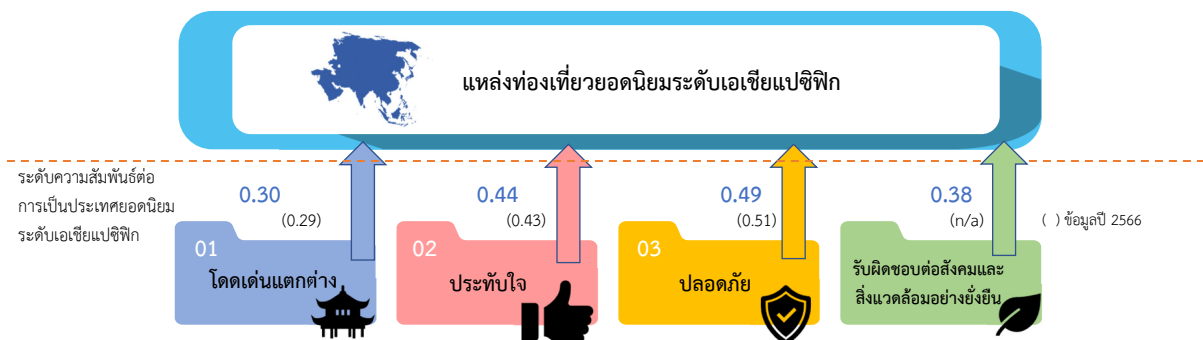 แหล่งท่องเที่ยวยอดนิยมระดับเอเชียแปซิฟิก
ระดับความสัมพันธ์ต่อ
การเป็นประเทศยอดนิยม
ระดับเอเชียแปซิฟิก
0.30
(0.29)
0.44
(0.43)
0.49
(0.51)
0.38
(n/a)
( ) ข้อมูลปี 2566
01
โดดเด่นแตกต่าง
02
ประทับใจ
03
ปลอดภัย
รับผิดชอบต่อสังคมและ
สิ่งแวดล้อมอย่างยั่งยืน